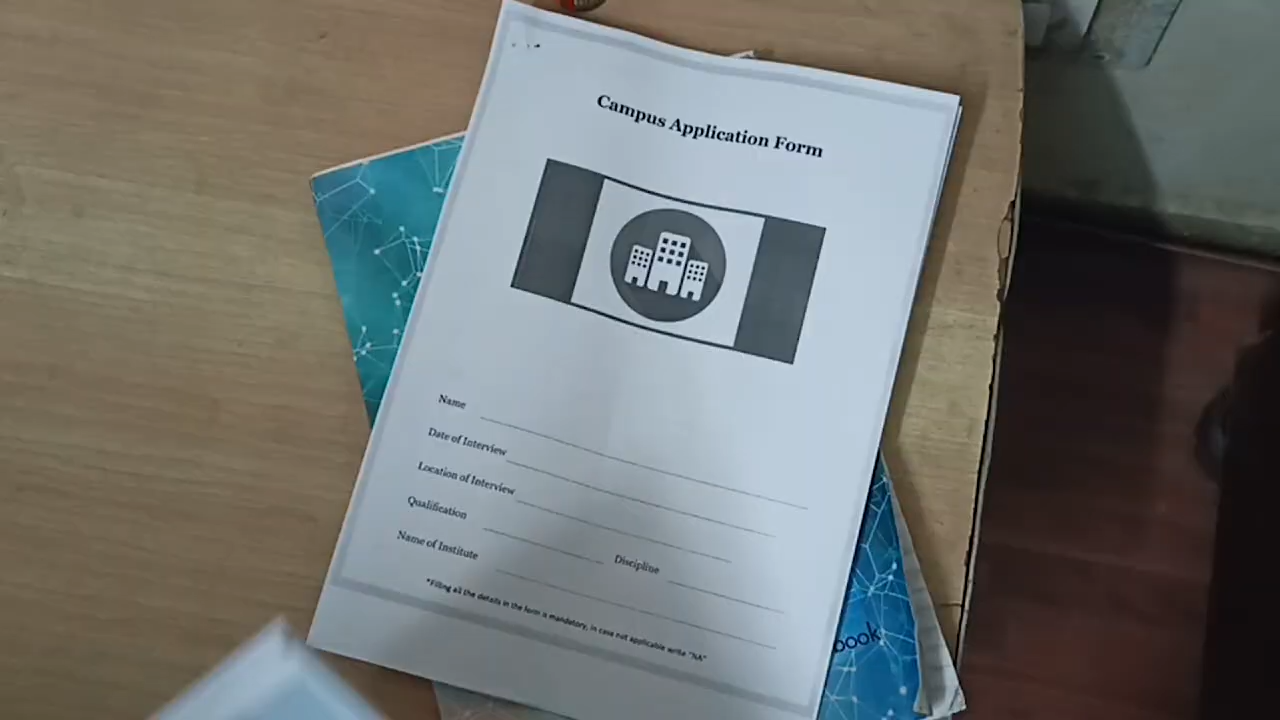 Campus Application Form
Name
Date of Interview
Location of Interview
Qualification Discipline
Name of Institute
*Filling all the details in the form is mandatory, in case not applicable write "NA"
book